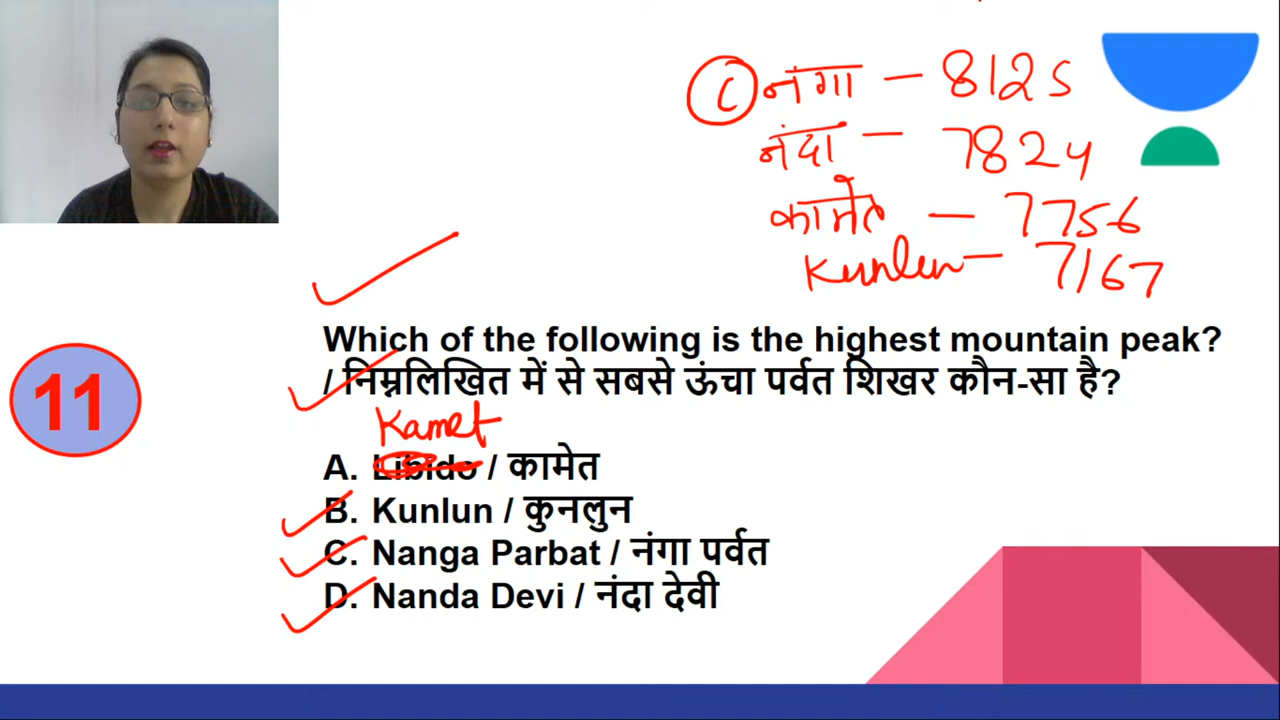 C नंगा - 8125
नंदा - 7824
कामेत - 7756
Kunlun - 7167
Which of the following is the highest mountain peak?
/ निम्नलिखित में से सबसे ऊंचा पर्वत शिखर कौन-सा है?
11
Kamet
A. Libido / कामेत
B. Kunlun / कुनलुन
C. Nanga Parbat / नंगा पर्वत
D. Nanda Devi / नंदा देवी